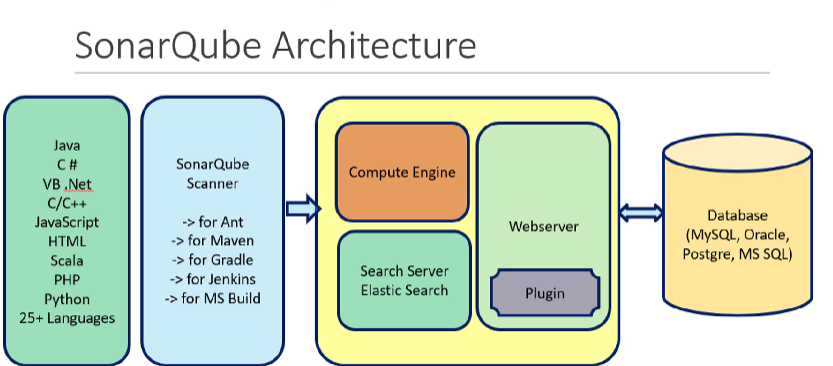 SonarQube Architecture
Java
C #
VB .Net
C/C++
JavaScript
HTML
Scala
PHP
Python
25+ Languages
SonarQube
Scanner
-> for Ant
-> for Maven
-> for Gradle
-> for Jenkins
-> for MS Build
Compute Engine
Search Server
Elastic Search
Webserver
Plugin
Database
(MySQL, Oracle,
Postgre, MS SQL)